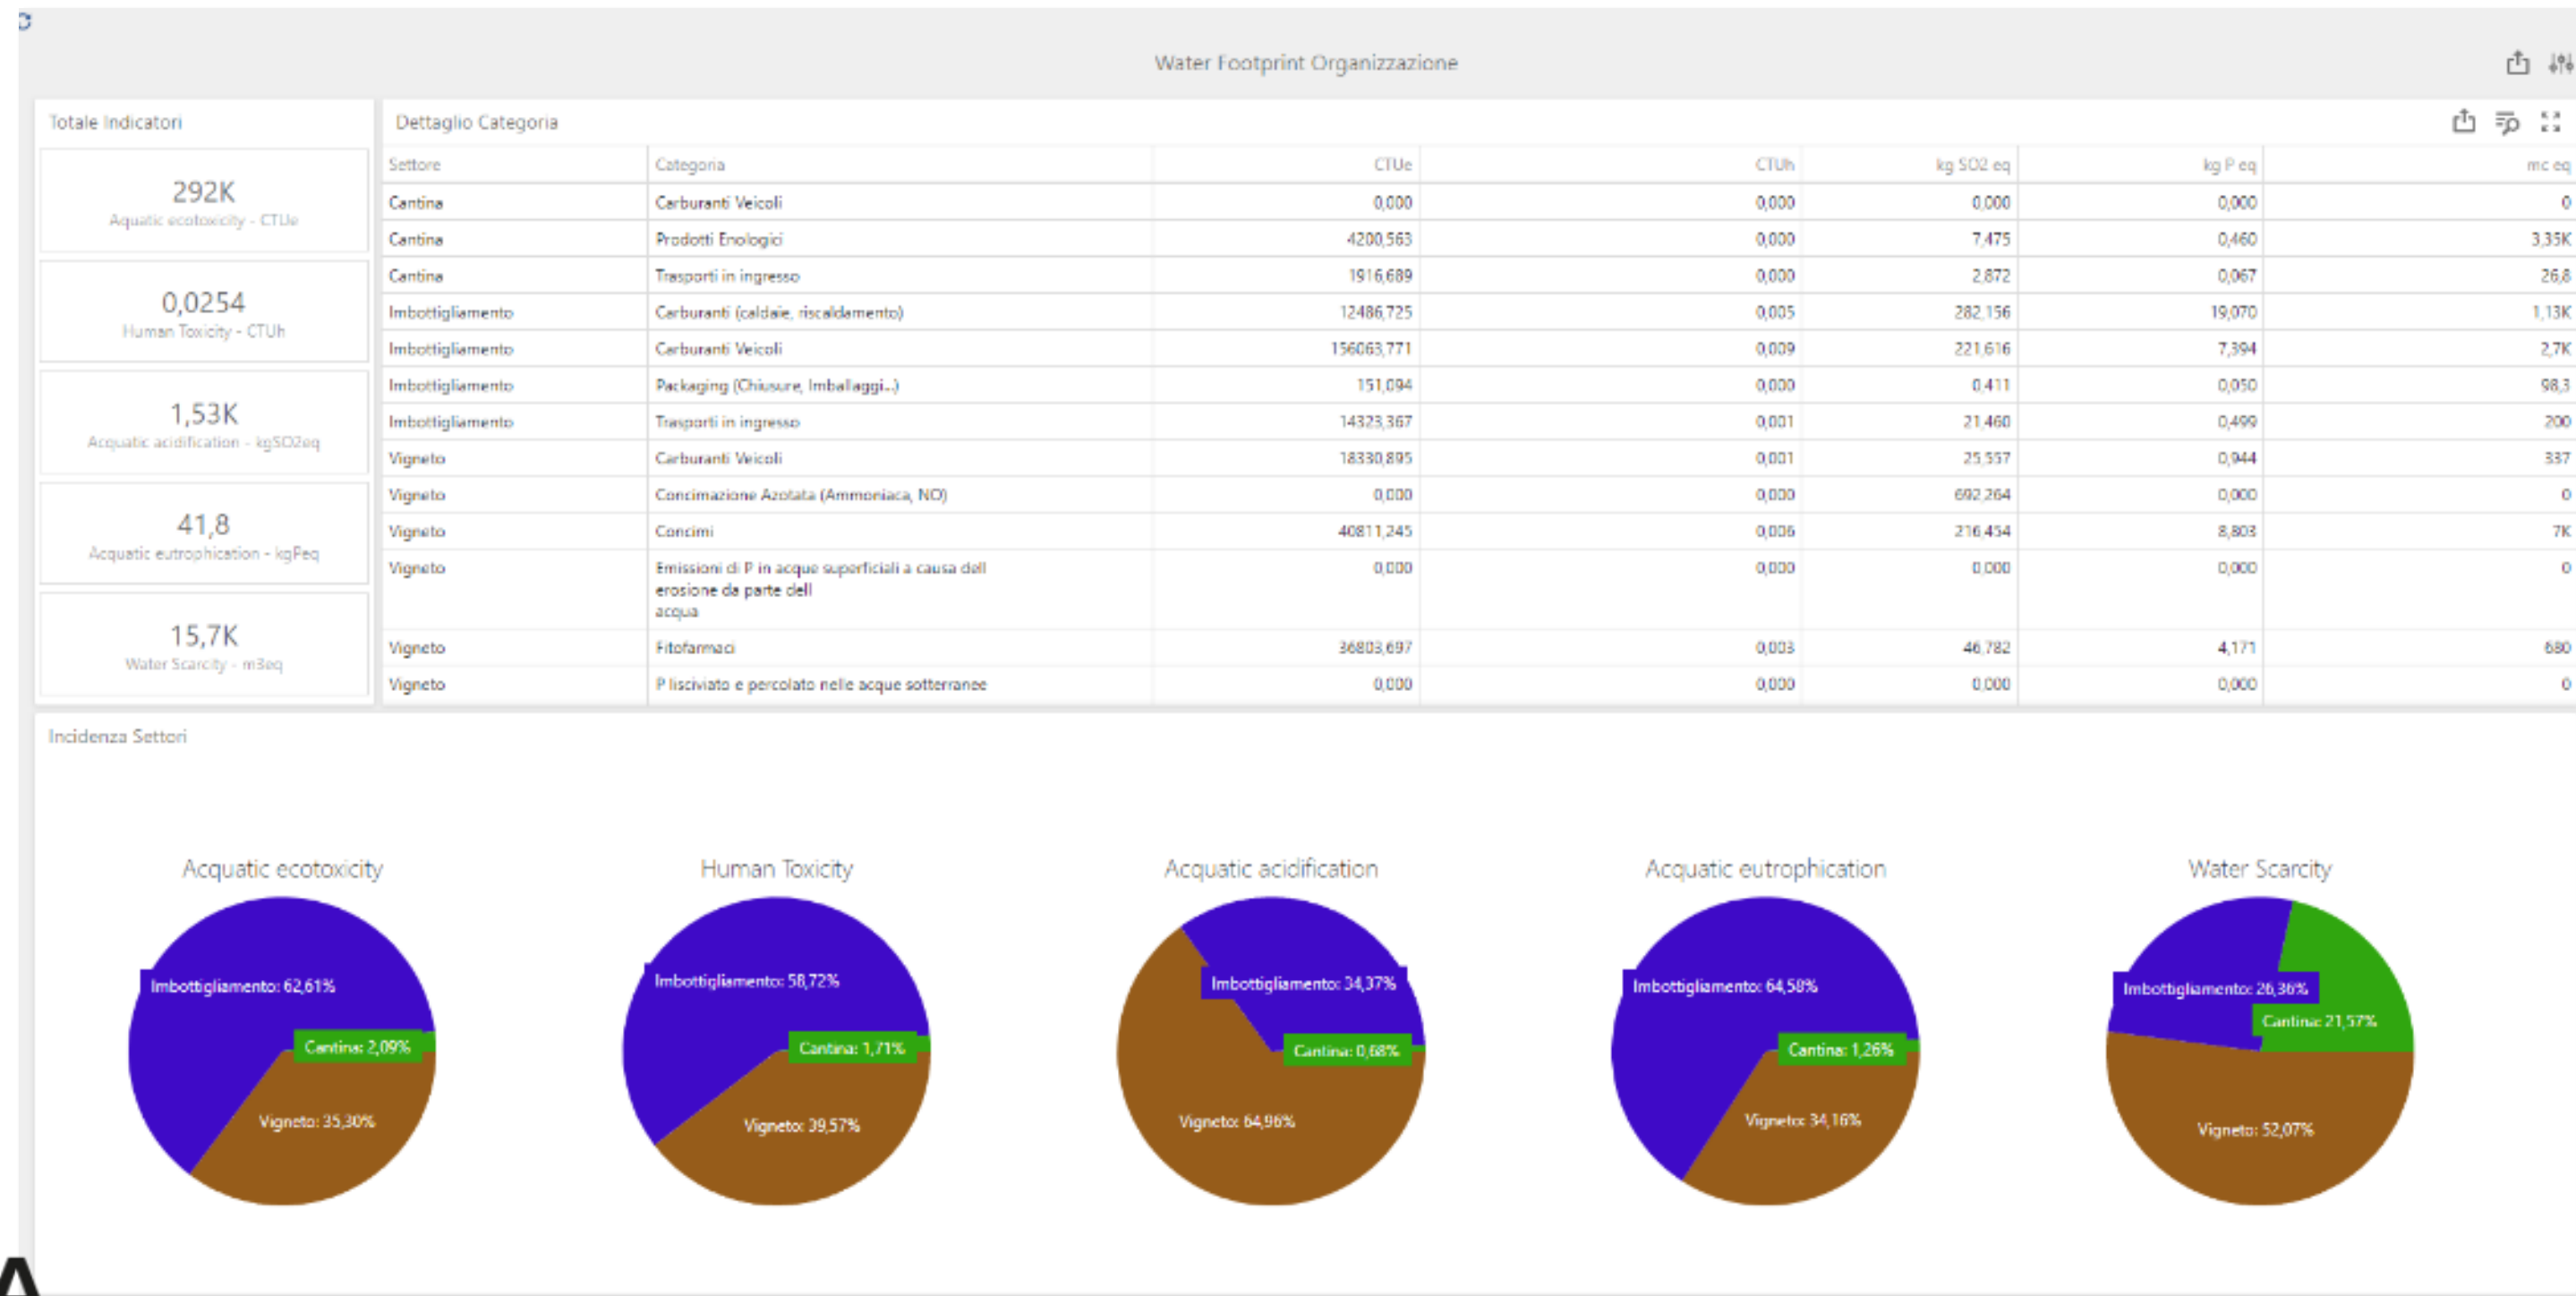 Water Footprint Organizzazione
Totale Indicatori
292K
Aquatic ecotoxicity - CTUe
0,0254
Human Toxicity - CTUh
1,53K
Acquatic acidification - kgSO2eq
41,8
Acquatic eutrophication - kgPeq
15,7K
Water Scarcity - m3eq
Dettaglio Categoria
Settore Categoria CTUe CTUh kg SO2 eq kg P eq mc eq
Cantina Carburanti Veicoli 0,000 0,000 0,000 0,000 0
Cantina Prodotti Enologici 4200,563 0,000 7,475 0,460 3,35K
Cantina Trasporti in ingresso 1916,689 0,000 2,872 0,067 26,8
Imbottigliamento Carburanti (caldaie, riscaldamento) 12486,725 0,005 282,156 19,070 1,13K
Imbottigliamento Carburanti Veicoli 156063,771 0,009 221,616 7,394 2,7K
Imbottigliamento Packaging (Chiusure, Imballaggi...) 151,094 0,000 0,411 0,050 98,3
Imbottigliamento Trasporti in ingresso 14323,367 0,001 21,460 0,499 200
Vigneto Carburanti Veicoli 18330,895 0,001 25,557 0,944 337
Vigneto Concimazione Azotata (Ammoniaca, NO) 0,000 0,000 692,264 0,000 0
Vigneto Concimi 40811,245 0,006 216,454 8,803 7K
Vigneto Emissioni di P in acque superficiali a causa dell 0,000 0,000 0,000 0,000 0
erosione da parte dell
acqua
Vigneto Fitofarmaci 36803,697 0,003 46,782 4,171 680
Vigneto P lisciviato e percolato nelle acque sotterranee 0,000 0,000 0,000 0,000 0
Incidenza Settori
Acquatic ecotoxicity
Imbottigliamento: 62,61%
Cantina: 2,09%
Vigneto: 35,30%
Human Toxicity
Imbottigliamento: 58,72%
Cantina: 1,71%
Vigneto: 39,57%
Acquatic acidification
Imbottigliamento: 34,37%
Cantina: 0,68%
Vigneto: 64,96%
Acquatic eutrophication
Imbottigliamento: 64,58%
Cantina: 1,26%
Vigneto: 34,16%
Water Scarcity
Imbottigliamento: 26,36%
Cantina: 21,57%
Vigneto: 52,07%
A